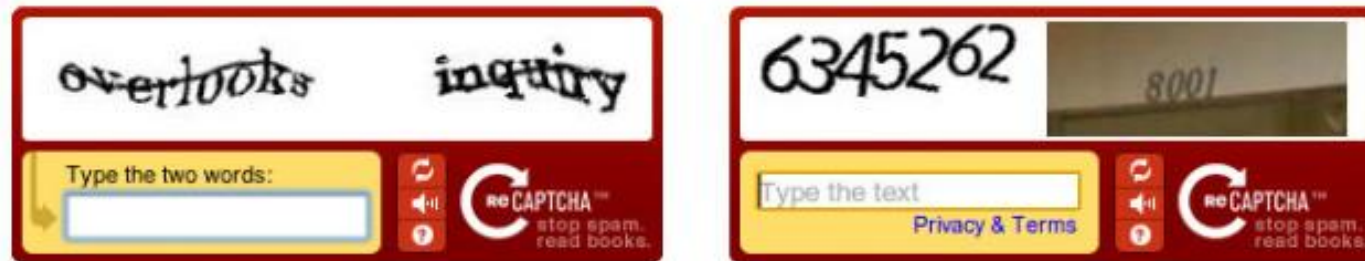 overlooks inquiry
Type the two words:
reCAPTCHA™
stop spam.
read books.
6345262 8001
Type the text
Privacy & Terms
reCAPTCHA™
stop spam.
read books.